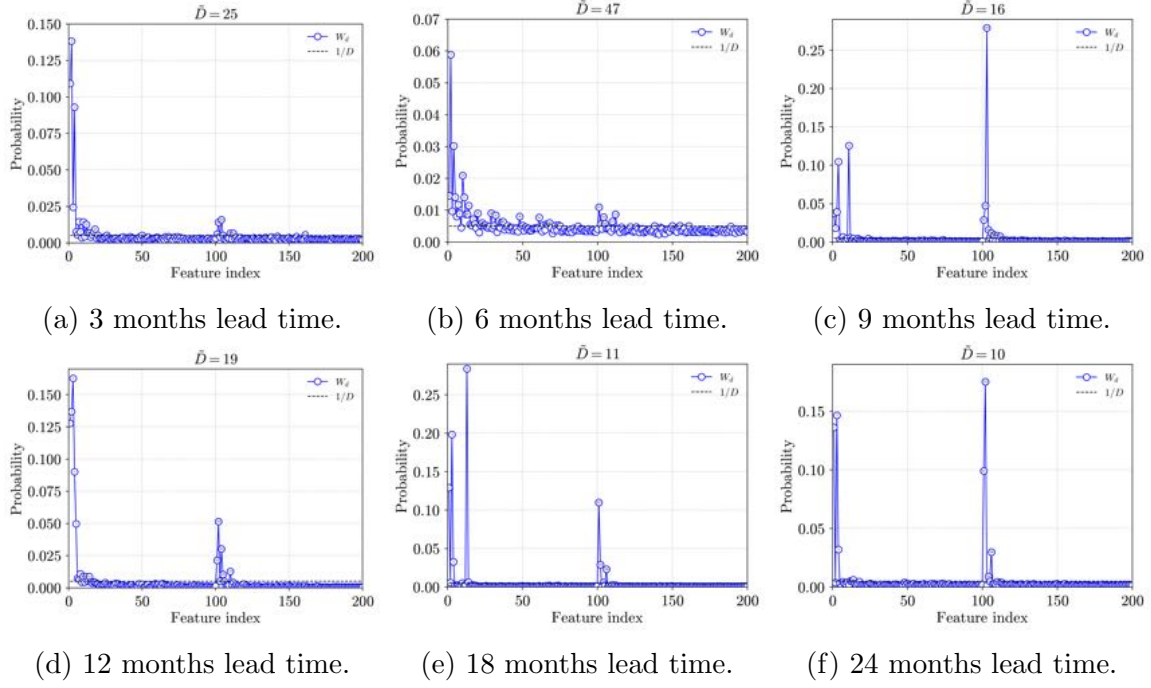 D̃ = 25
0.150
0.125
0.100
0.075
0.050
0.025
0.000
Probability
0 50 100 150 200
Feature index
W_d
1/D
(a) 3 months lead time.
D̃ = 47
0.07
0.06
0.05
0.04
0.03
0.02
0.01
0.00
Probability
0 50 100 150 200
Feature index
W_d
1/D
(b) 6 months lead time.
D̃ = 16
0.25
0.20
0.15
0.10
0.05
0.00
Probability
0 50 100 150 200
Feature index
W_d
1/D
(c) 9 months lead time.
D̃ = 19
0.150
0.125
0.100
0.075
0.050
0.025
0.000
Probability
0 50 100 150 200
Feature index
W_d
1/D
(d) 12 months lead time.
D̃ = 11
0.25
0.20
0.15
0.10
0.05
0.00
Probability
0 50 100 150 200
Feature index
W_d
1/D
(e) 18 months lead time.
D̃ = 10
0.15
0.10
0.05
0.00
Probability
0 50 100 150 200
Feature index
W_d
1/D
(f) 24 months lead time.